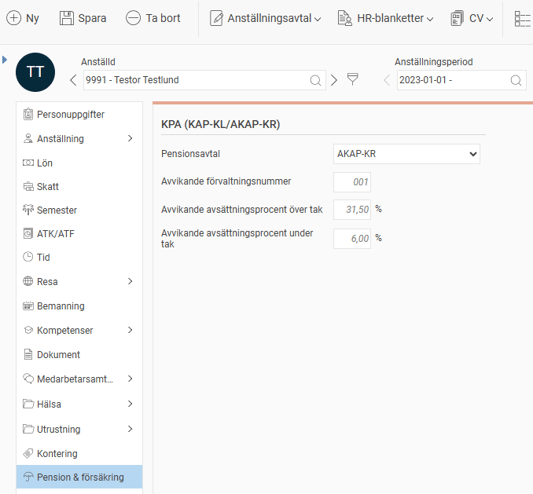 Ny Spara Ta bort Anställningsavtal HR-blanketter CV
TT
Anställd
9991 - Testor Testlund
Anställningsperiod
2023-01-01 -
Personuppgifter
Anställning
Lön
Skatt
Semester
ATK/ATF
Tid
Resa
Bemanning
Kompetenser
Dokument
Medarbetarsamt...
Hälsa
Utrustning
Kontering
Pension & försäkring
KPA (KAP-KL/AKAP-KR)
Pensionsavtal AKAP-KR
Avvikande förvaltningsnummer 001
Avvikande avsättningsprocent över tak 31,50 %
Avvikande avsättningsprocent under
tak 6,00 %